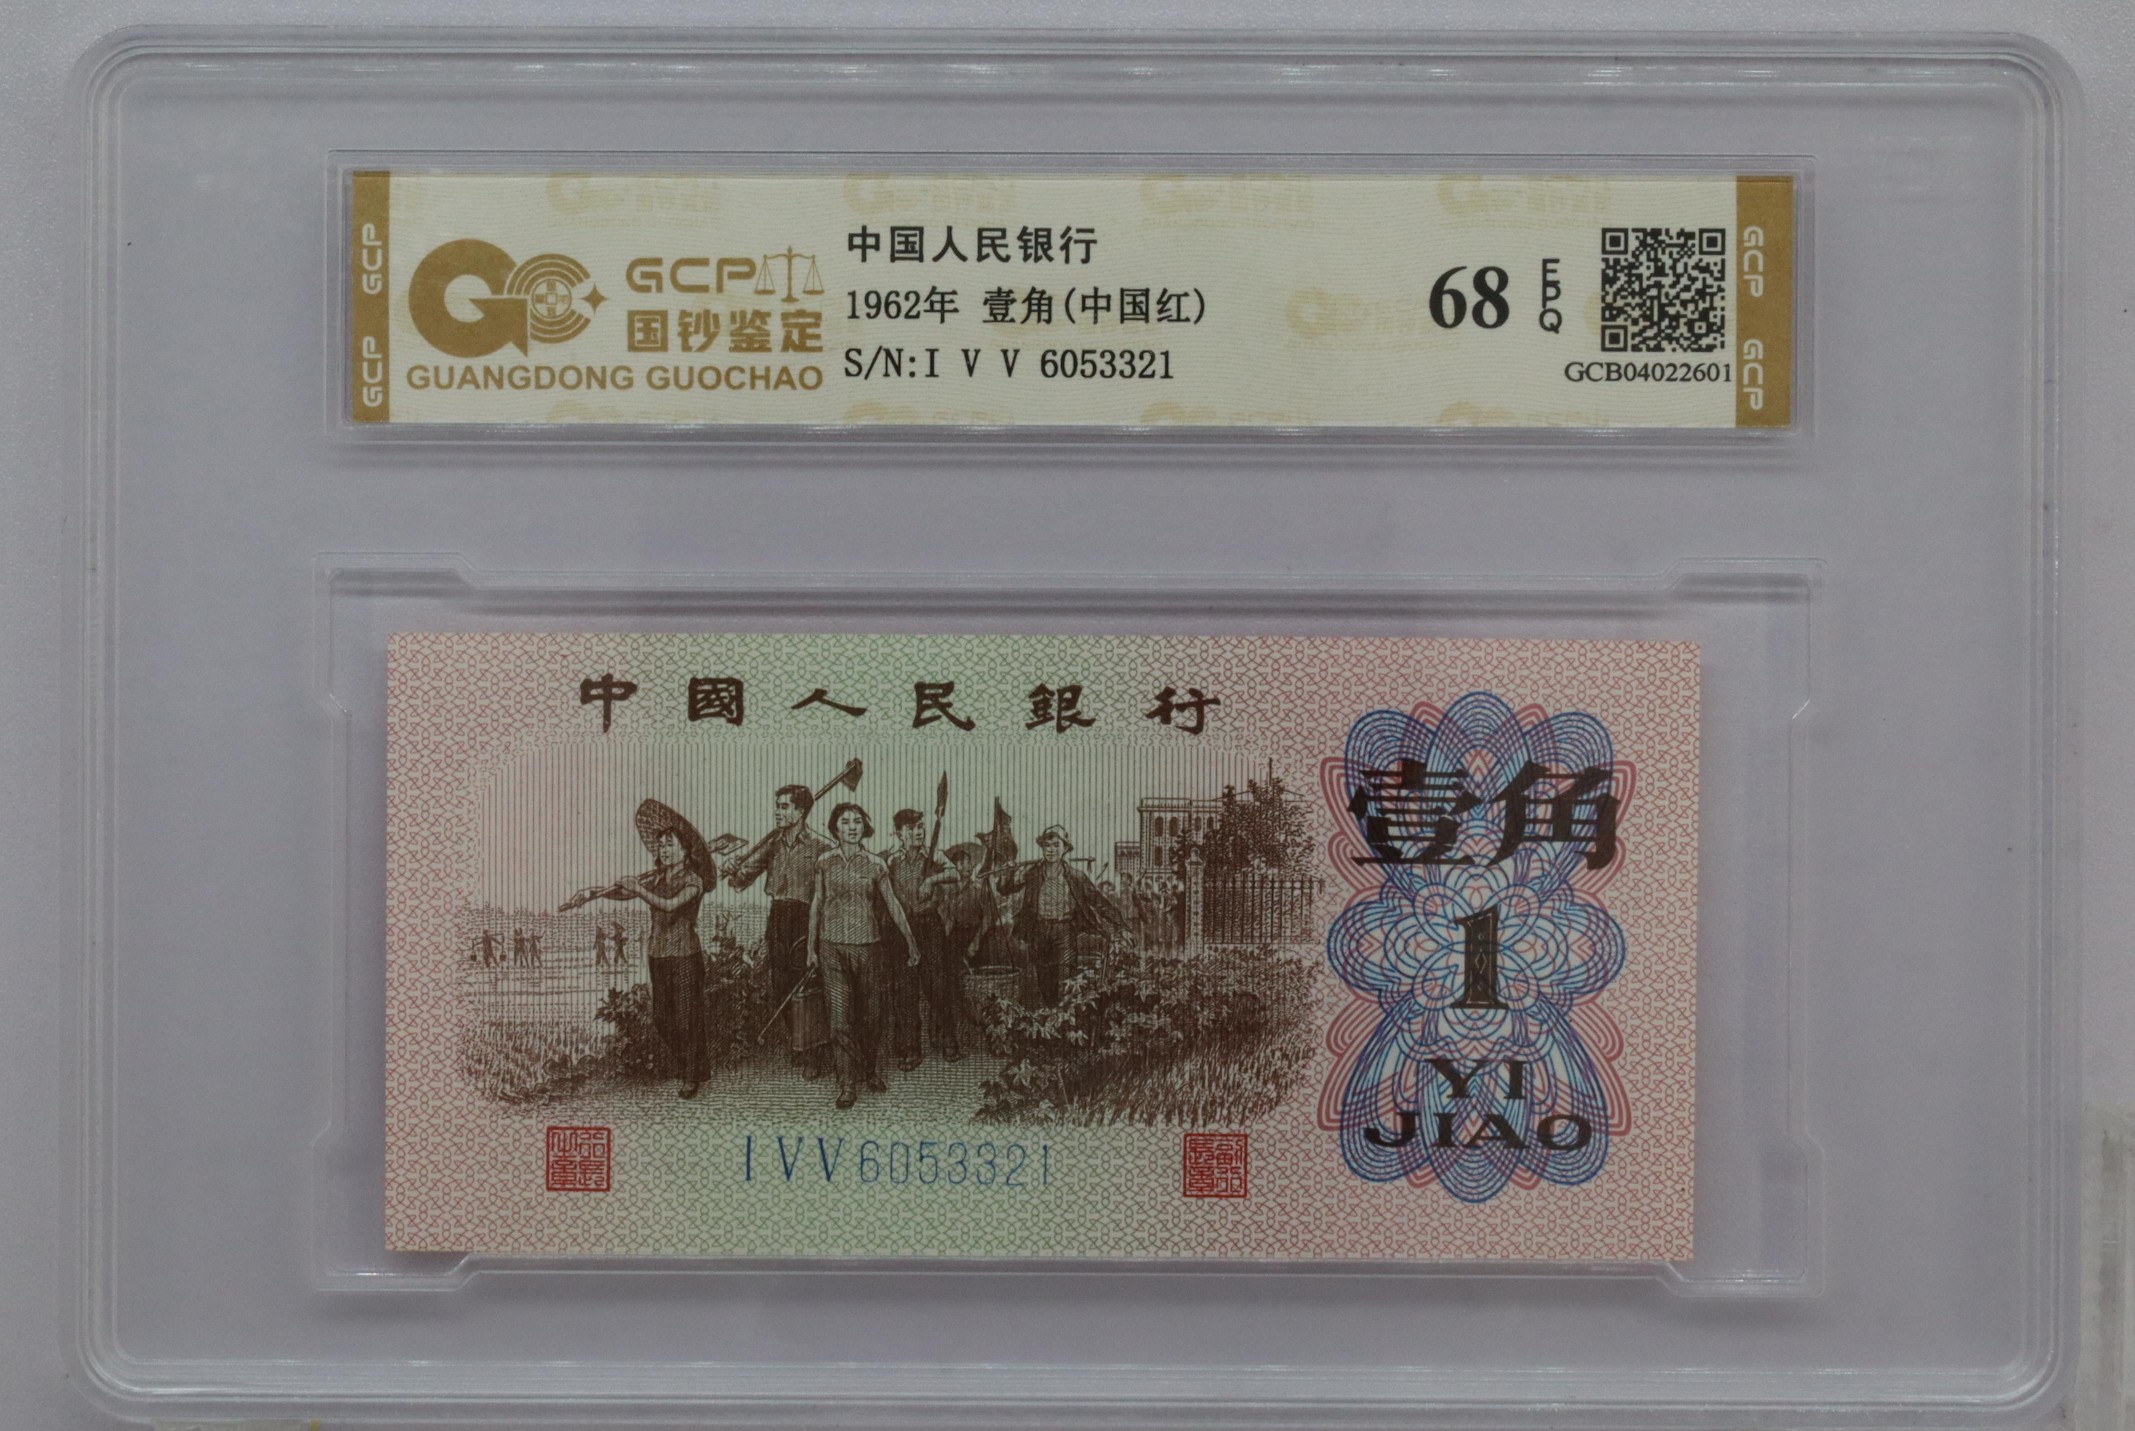 GCP
GCP
GCP
国钞鉴定
GUANGDONG GUOCHAO
中国人民银行
1962年 壹角(中国红)
S/N:I V V 6053321
68
EPQ
GCB04022601
GCP
GCP
中國人民銀行
壹角
1
YI
JIAO
I V V 6053321